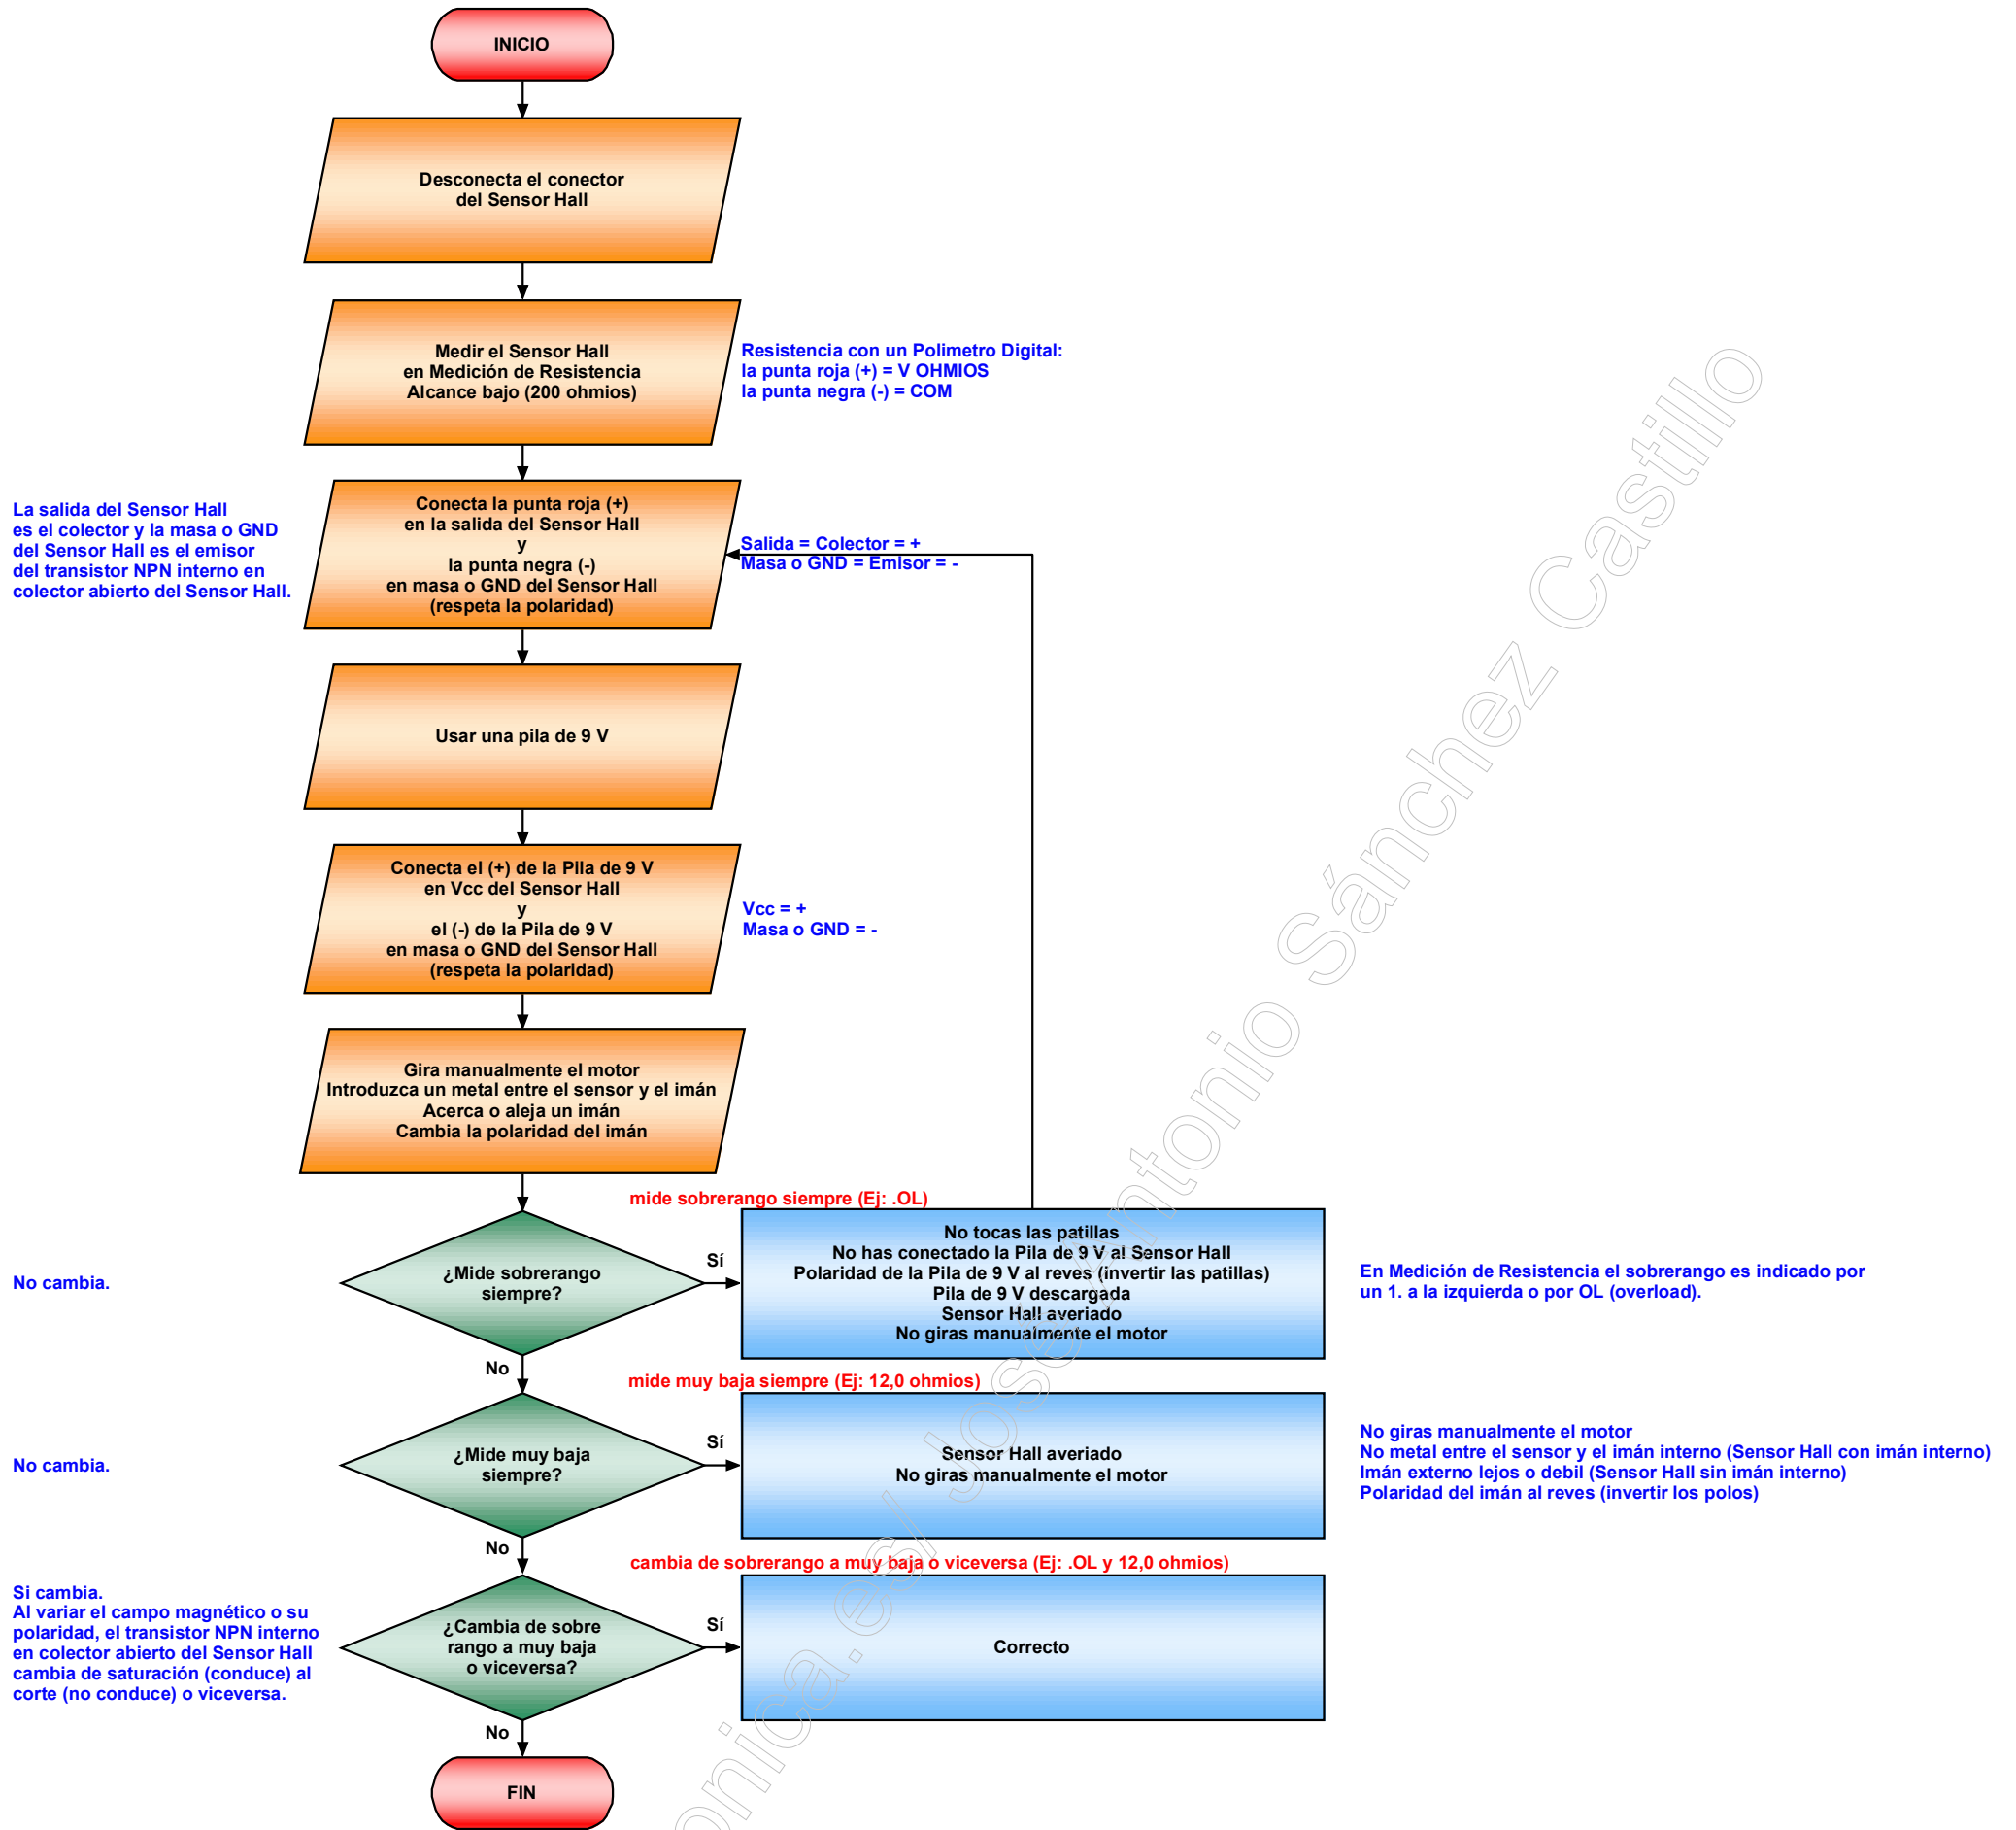 INICIO
Desconecta el conector
del Sensor Hall
Medir el Sensor Hall
en Medición de Resistencia
Alcance bajo (200 ohmios)
Resistencia con un Polimetro Digital:
la punta roja (+) = V OHMIOS
la punta negra (-) = COM
La salida del Sensor Hall
es el colector y la masa o GND
del Sensor Hall es el emisor
del transistor NPN interno en
colector abierto del Sensor Hall.
Conecta la punta roja (+)
en la salida del Sensor Hall
y
la punta negra (-)
en masa o GND del Sensor Hall
(respeta la polaridad)
Salida = Colector = +
Masa o GND = Emisor = -
Usar una pila de 9 V
Conecta el (+) de la Pila de 9 V
en Vcc del Sensor Hall
y
el (-) de la Pila de 9 V
en masa o GND del Sensor Hall
(respeta la polaridad)
Vcc = +
Masa o GND = -
Gira manualmente el motor
Introduzca un metal entre el sensor y el imán
Acerca o aleja un imán
Cambia la polaridad del imán
mide sobrerango siempre (Ej: .OL)
No cambia.
¿Mide sobrerango
siempre?
Sí
No tocas las patillas
No has conectado la Pila de 9 V al Sensor Hall
Polaridad de la Pila de 9 V al reves (invertir las patillas)
Pila de 9 V descargada
Sensor Hall averiado
No giras manualmente el motor
En Medición de Resistencia el sobrerango es indicado por
un 1. a la izquierda o por OL (overload).
No
mide muy baja siempre (Ej: 12,0 ohmios)
No cambia.
¿Mide muy baja
siempre?
Sí
Sensor Hall averiado
No giras manualmente el motor
No giras manualmente el motor
No metal entre el sensor y el imán interno (Sensor Hall con imán interno)
Imán externo lejos o debil (Sensor Hall sin imán interno)
Polaridad del imán al reves (invertir los polos)
No
cambia de sobrerango a muy baja o viceversa (Ej: .OL y 12,0 ohmios)
Si cambia.
Al variar el campo magnético o su
polaridad, el transistor NPN interno
en colector abierto del Sensor Hall
cambia de saturación (conduce) al
corte (no conduce) o viceversa.
¿Cambia de sobre
rango a muy baja
o viceversa?
Sí
Correcto
No
FIN
onica.es/ José Antonio Sánchez Castillo